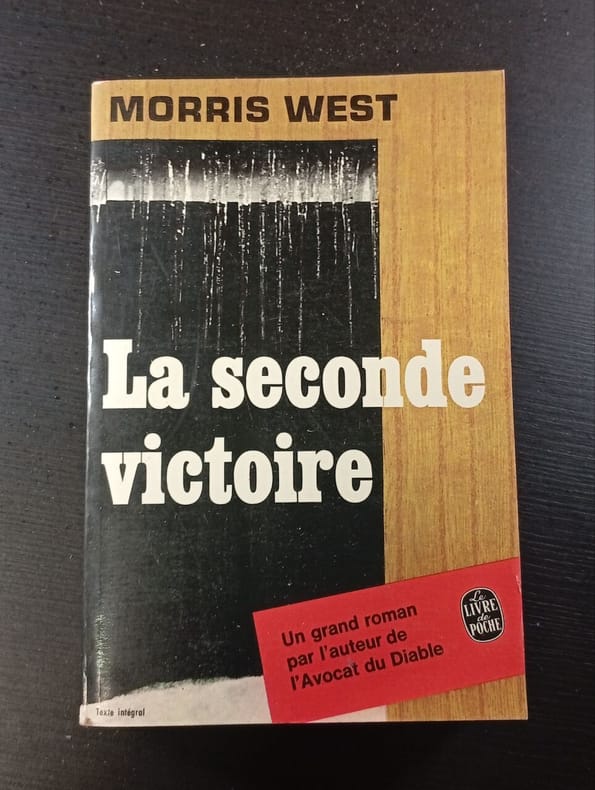 MORRIS WEST
La seconde
victoire
Un grand roman
par l'auteur de
l'Avocat du Diable
Le
LIVRE
de
POCHE
Texte intégral